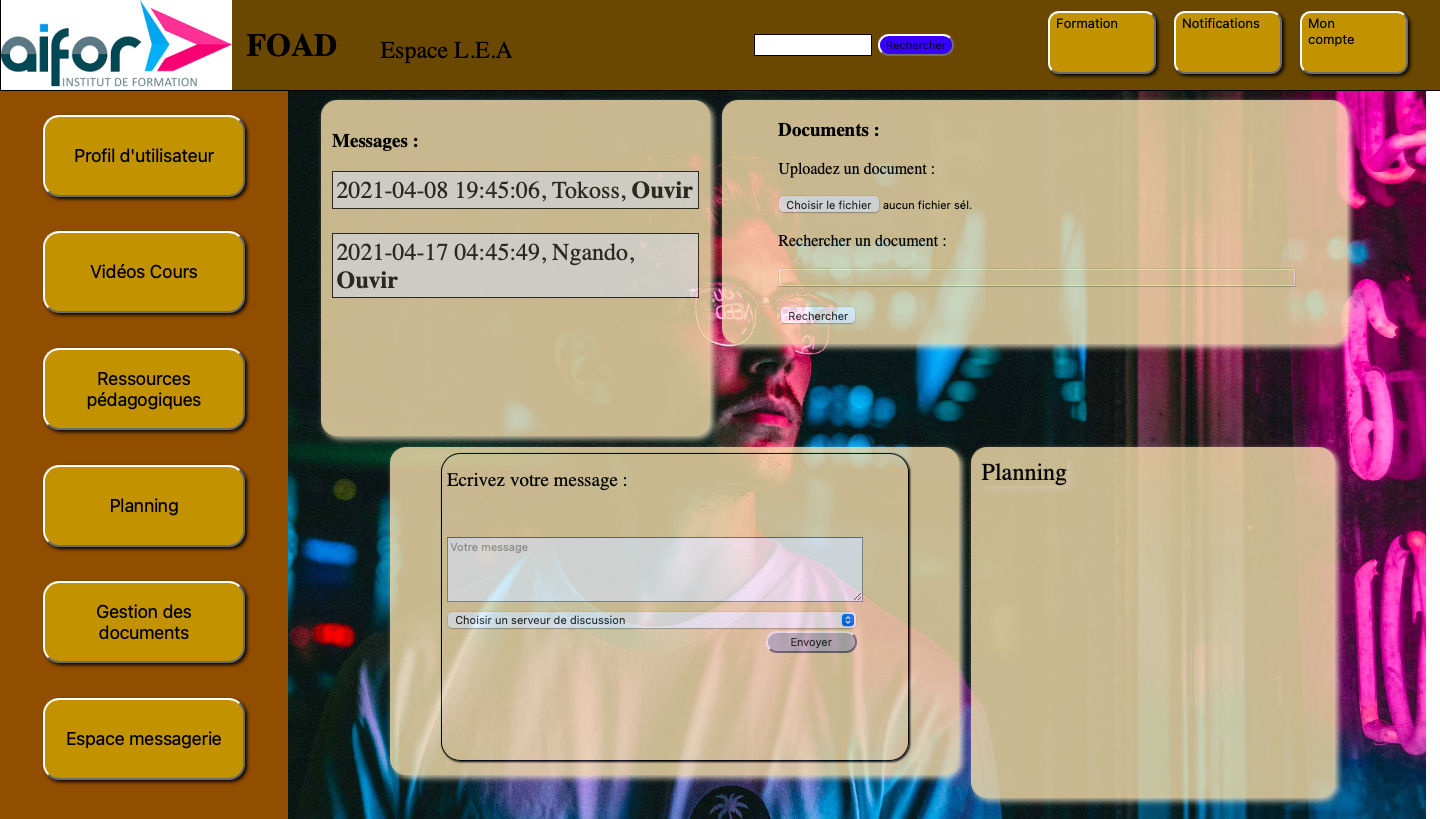 aifor
INSTITUT DE FORMATION
FOAD
Espace L.E.A
Rechercher
Formation
Notifications
Mon
compte
Profil d'utilisateur
Vidéos Cours
Ressources
pédagogiques
Planning
Gestion des
documents
Espace messagerie
Messages :
2021-04-08 19:45:06, Tokoss, Ouvir
2021-04-17 04:45:49, Ngando,
Ouvir
Documents :
Uploadez un document :
Choisir le fichier aucun fichier sél.
Rechercher un document :
Rechercher
Ecrivez votre message :
Votre message
Choisir un serveur de discussion
Envoyer
Planning